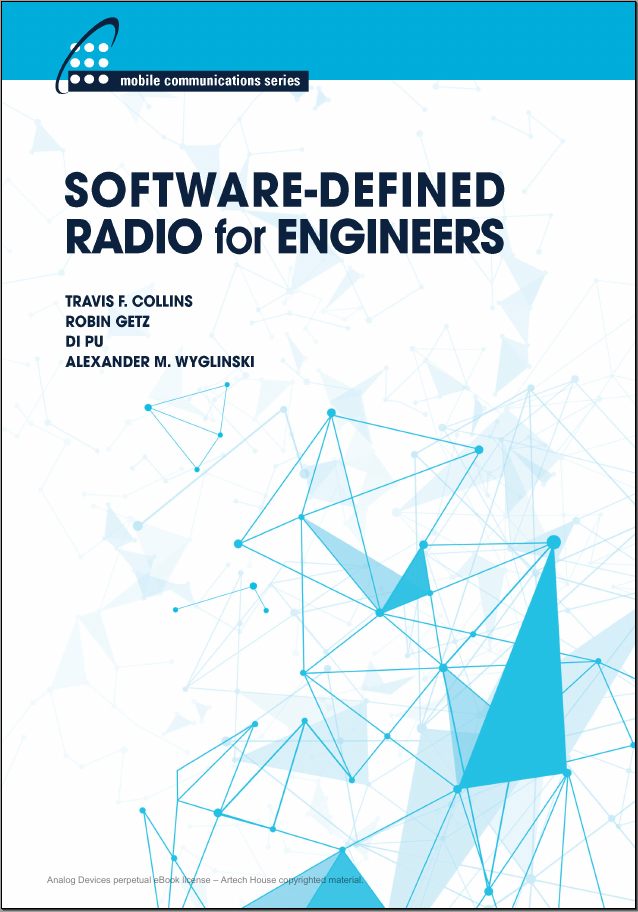 mobile communications series
SOFTWARE-DEFINED
RADIO for ENGINEERS
TRAVIS F. COLLINS
ROBIN GETZ
DI PU
ALEXANDER M. WYGLINSKI
Analog Devices perpetual eBook license – Artech House copyrighted material.